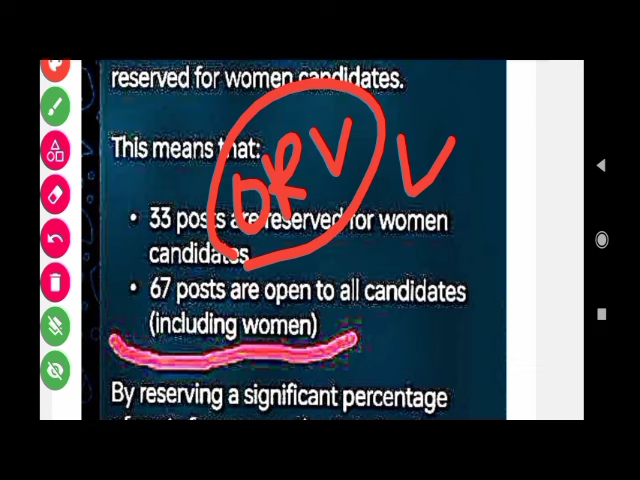 reserved for women candidates.
This means that:
ORV V
• 33 posts are reserved for women
candidates
• 67 posts are open to all candidates
(including women)
By reserving a significant percentage